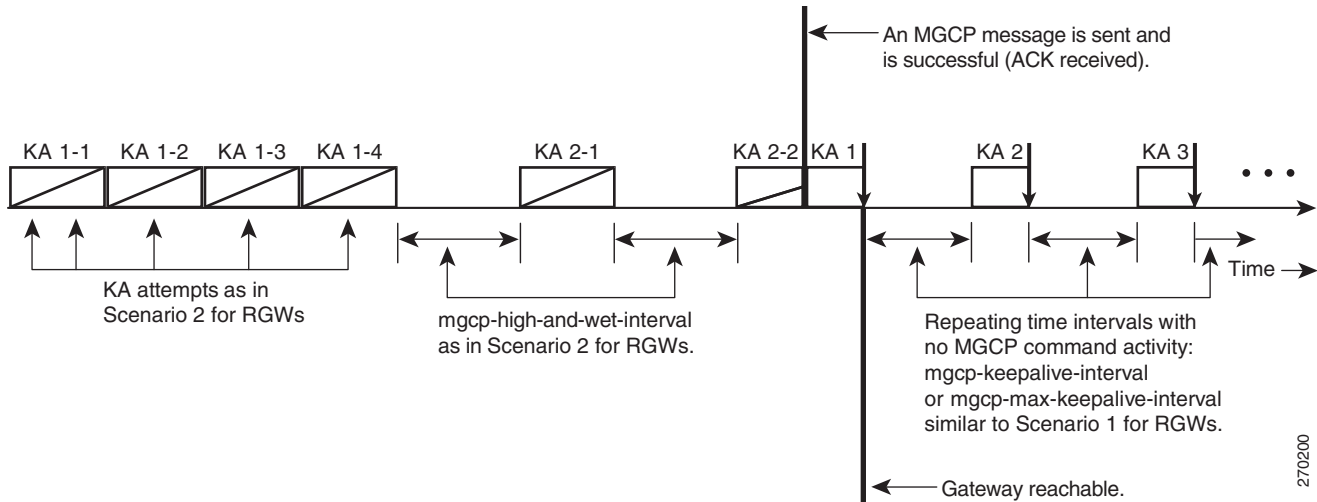 An MGCP message is sent and
is successful (ACK received).
KA 1-1 KA 1-2 KA 1-3 KA 1-4 KA 2-1 KA 2-2 KA 1 KA 2 KA 3
Time
KA attempts as in
Scenario 2 for RGWs
mgcp-high-and-wet-interval
as in Scenario 2 for RGWs.
Repeating time intervals with
no MGCP command activity:
mgcp-keepalive-interval
or mgcp-max-keepalive-interval
similar to Scenario 1 for RGWs.
Gateway reachable.
270200